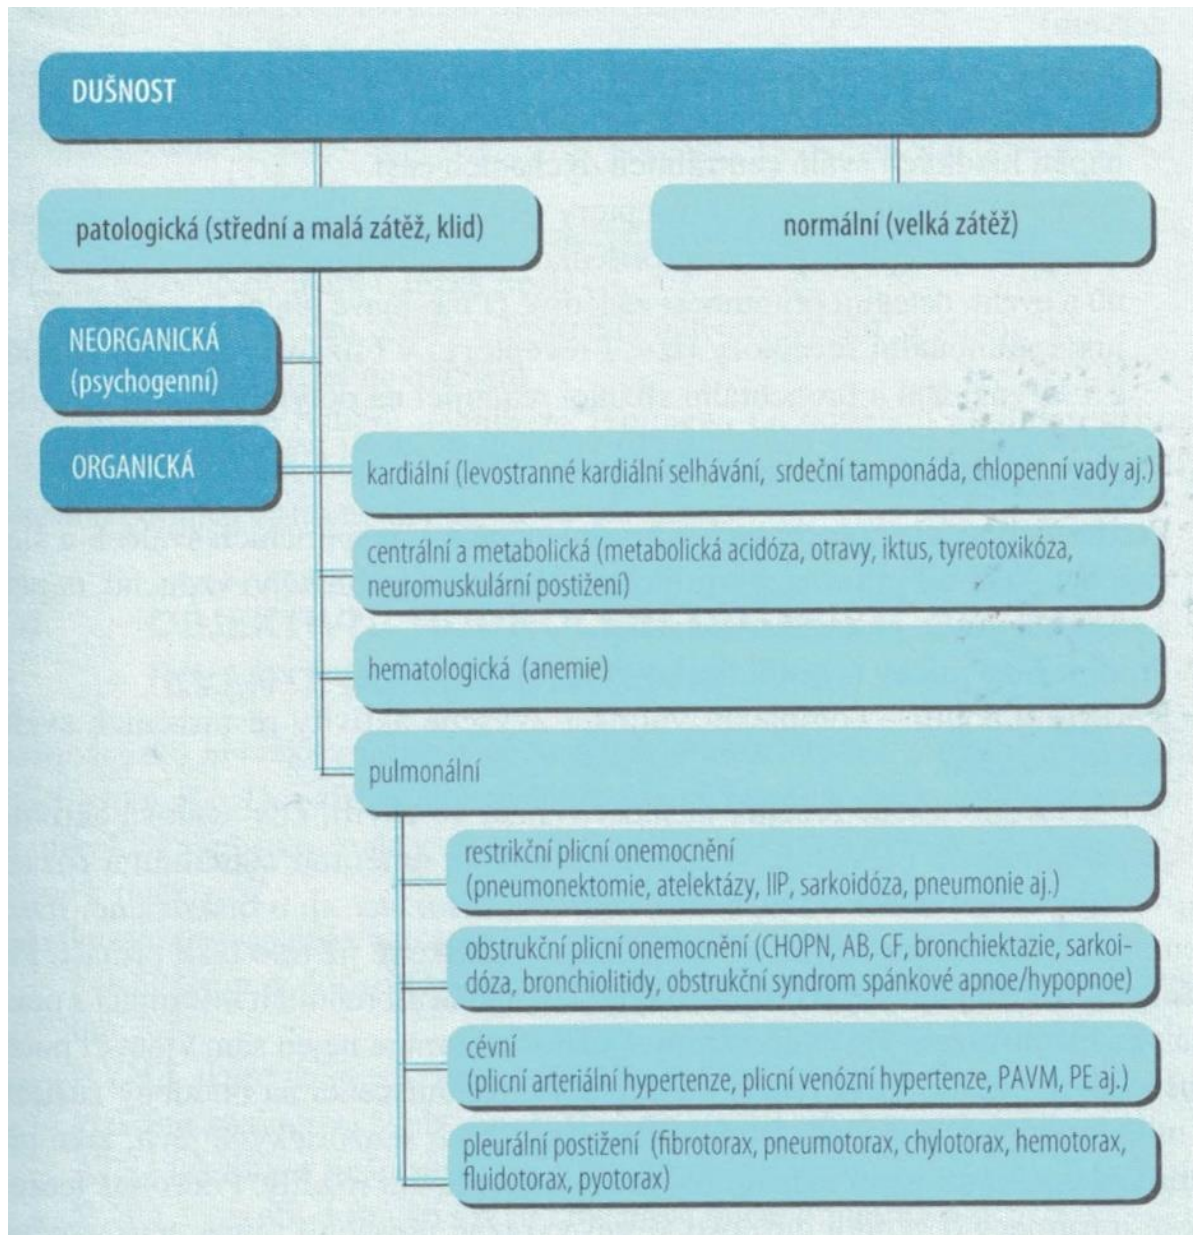 DUŠNOST
patologická (střední a malá zátěž, klid)
normální (velká zátěž)
NEORGANICKÁ
(psychogenní)
ORGANICKÁ
kardiální (levostranné kardiální selhávání, srdeční tamponáda, chlopenní vady aj.)
centrální a metabolická (metabolická acidóza, otravy, iktus, tyreotoxikóza,
neuromuskulární postižení)
hematologická (anemie)
pulmonální
restrikční plicní onemocnění
(pneumonektomie, atelektázy, IIP, sarkoidóza, pneumonie aj.)
obstrukční plicní onemocnění (CHOPN, AB, CF, bronchiektazie, sarkoi-
dóza, bronchiolitidy, obstrukční syndrom spánkové apnoe/hypopnoe)
cévní
(plicní arteriální hypertenze, plicní venózní hypertenze, PAVM, PE aj.)
pleurální postižení (fibrotorax, pneumotorax, chylotorax, hemotorax,
fluidotorax, pyotorax)